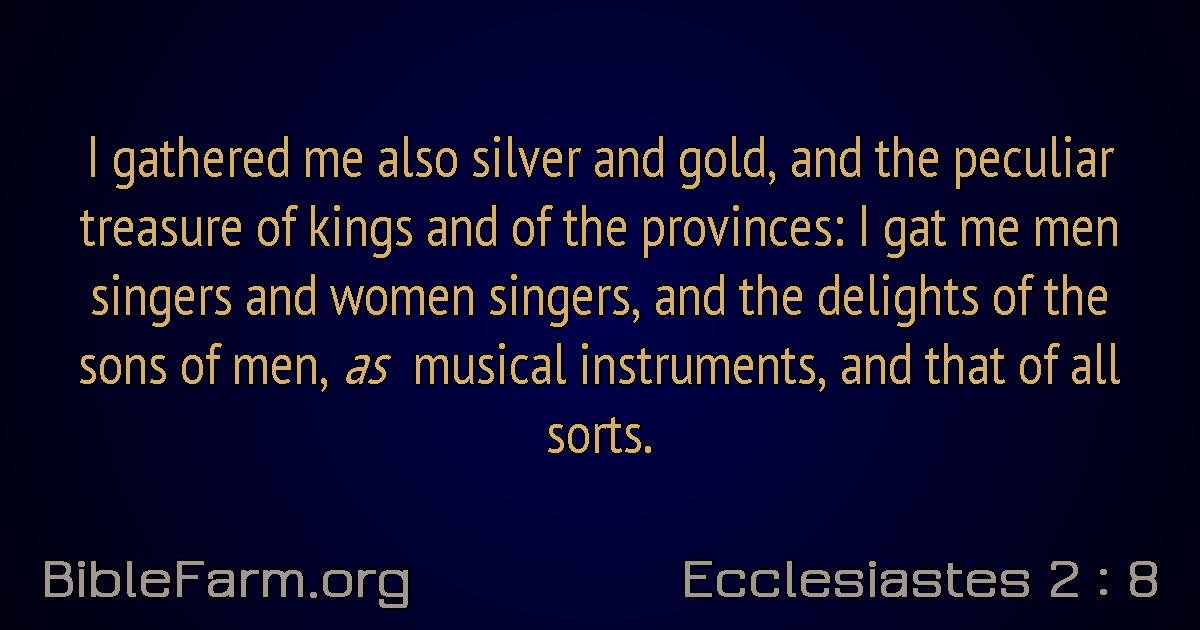 I gathered me also silver and gold, and the peculiar
treasure of kings and of the provinces: I gat me men
singers and women singers, and the delights of the
sons of men, as musical instruments, and that of all
sorts.
BibleFarm.org
Ecclesiastes 2 : 8